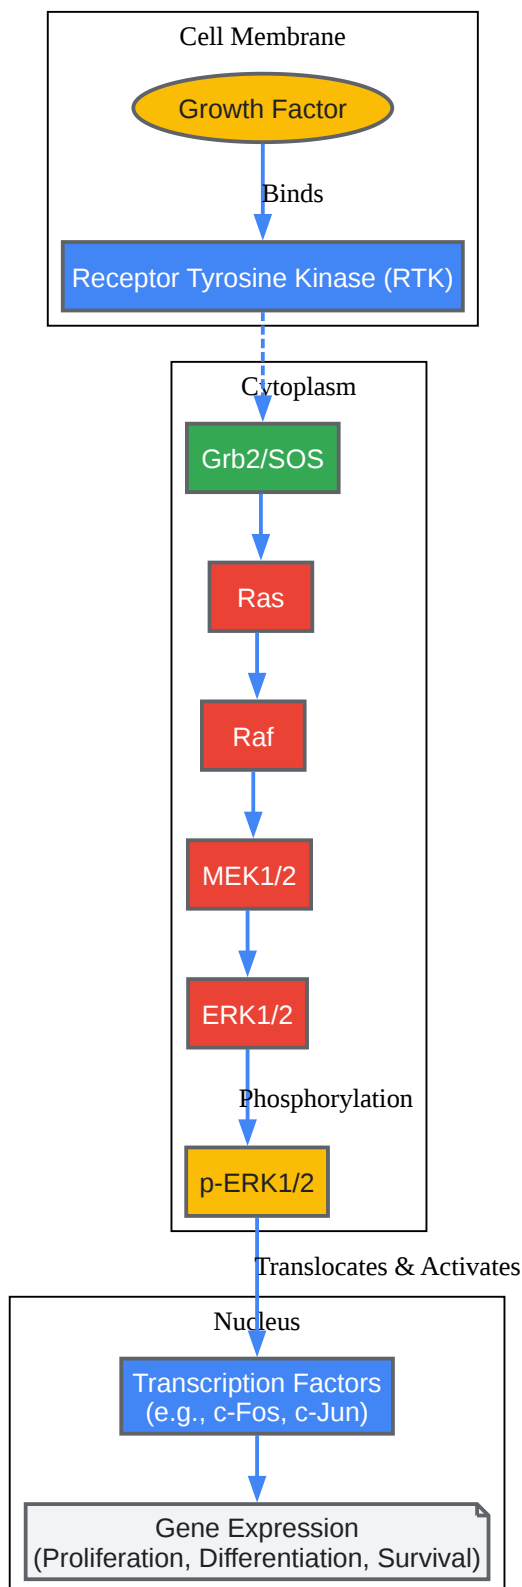 Cell Membrane
Growth Factor
Binds
Receptor Tyrosine Kinase (RTK)
Cytoplasm
Grb2/SOS
Ras
Raf
MEK1/2
ERK1/2
Phosphorylation
p-ERK1/2
Translocates & Activates
Nucleus
Transcription Factors
(e.g., c-Fos, c-Jun)
Gene Expression
(Proliferation, Differentiation, Survival)